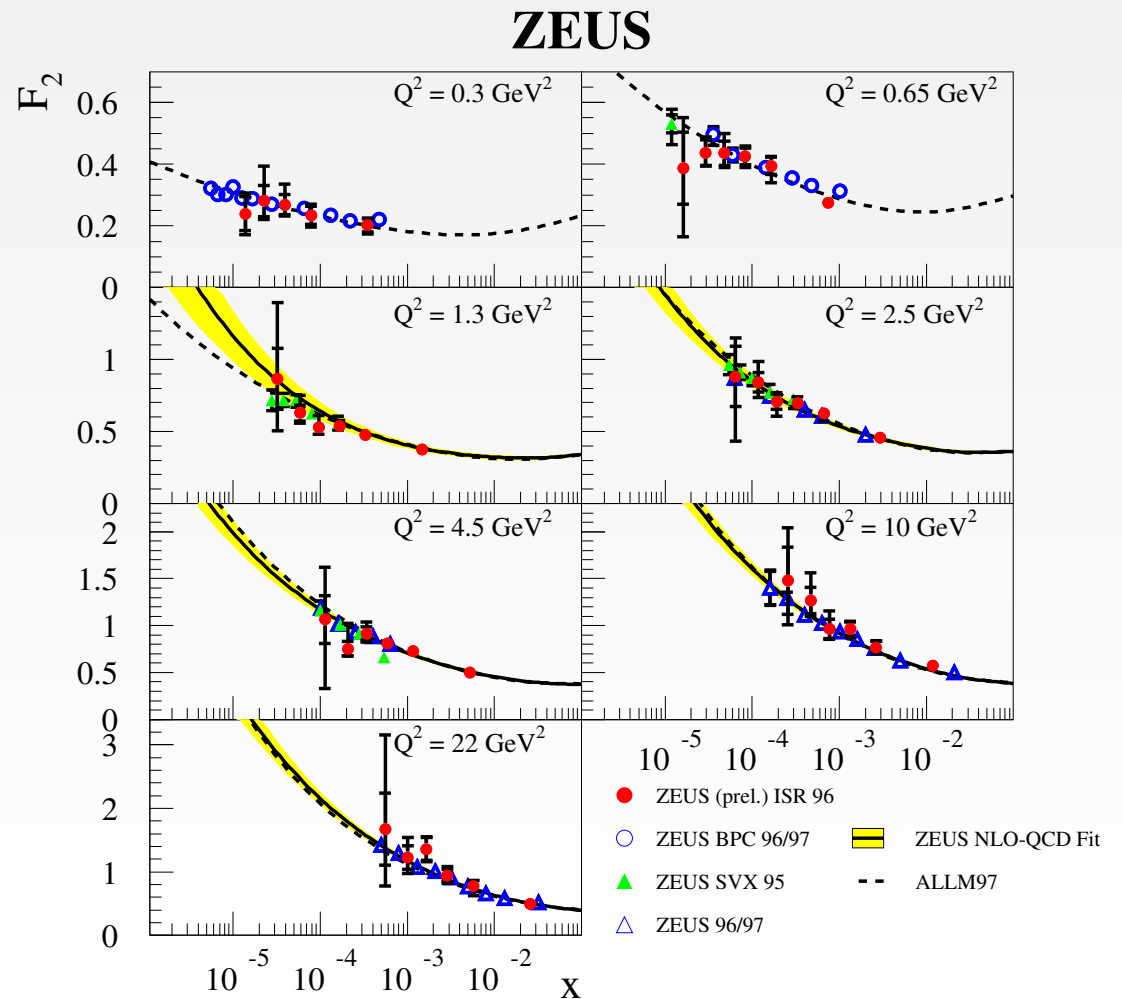 ZEUS
F2
Q2 = 0.3 GeV2
Q2 = 0.65 GeV2
0.6
0.4
0.2
0
Q2 = 1.3 GeV2
Q2 = 2.5 GeV2
1
0.5
0
Q2 = 4.5 GeV2
Q2 = 10 GeV2
2
1.5
1
0.5
0
Q2 = 22 GeV2
3
2
1
0
10-5 10-4 10-3 10-2
10-5 10-4 10-3 10-2
x
ZEUS (prel.) ISR 96
ZEUS BPC 96/97
ZEUS SVX 95
ZEUS 96/97
ZEUS NLO-QCD Fit
ALLM97